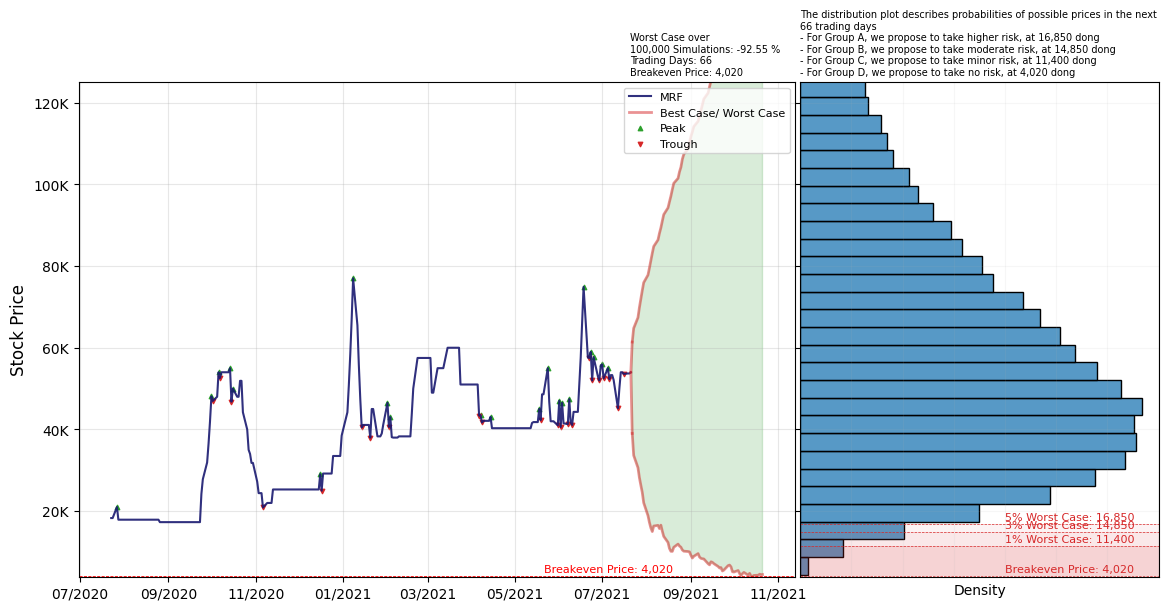 The distribution plot describes probabilities of possible prices in the next
66 trading days
- For Group A, we propose to take higher risk, at 16,850 dong
- For Group B, we propose to take moderate risk, at 14,850 dong
- For Group C, we propose to take minor risk, at 11,400 dong
- For Group D, we propose to take no risk, at 4,020 dong
Worst Case over
100,000 Simulations: -92.55 %
Trading Days: 66
Breakeven Price: 4,020
MRF
Best Case/ Worst Case
Peak
Trough
Stock Price
120K
100K
80K
60K
40K
20K
Breakeven Price: 4,020
07/2020
09/2020
11/2020
01/2021
03/2021
05/2021
07/2021
09/2021
11/2021
5% Worst Case: 16,850
3% Worst Case: 14,850
1% Worst Case: 11,400
Breakeven Price: 4,020
Density